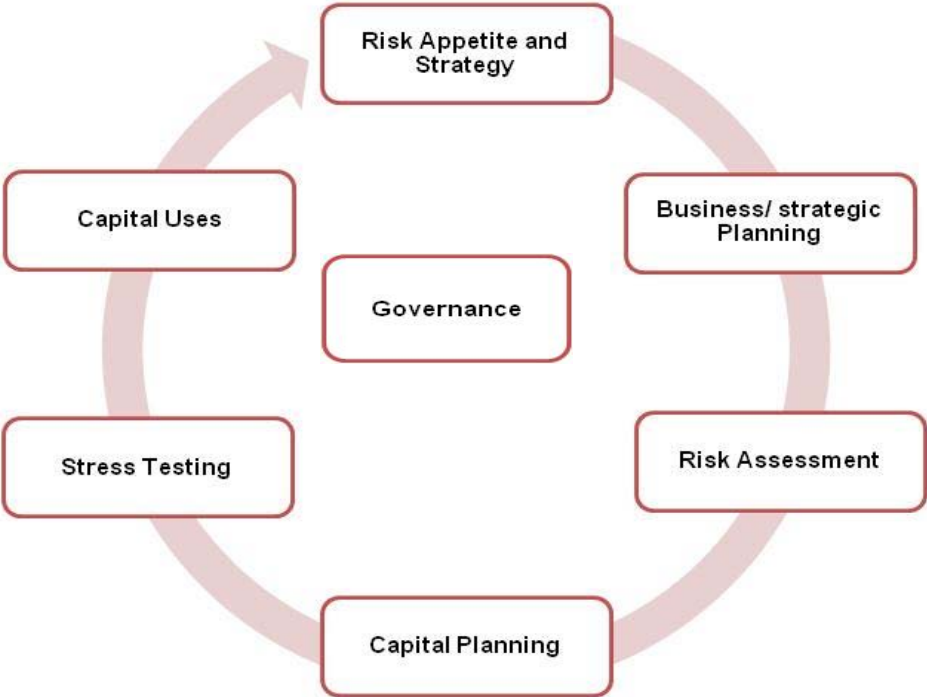 Risk Appetite and
Strategy
Business/ strategic
Planning
Risk Assessment
Capital Planning
Stress Testing
Capital Uses
Governance